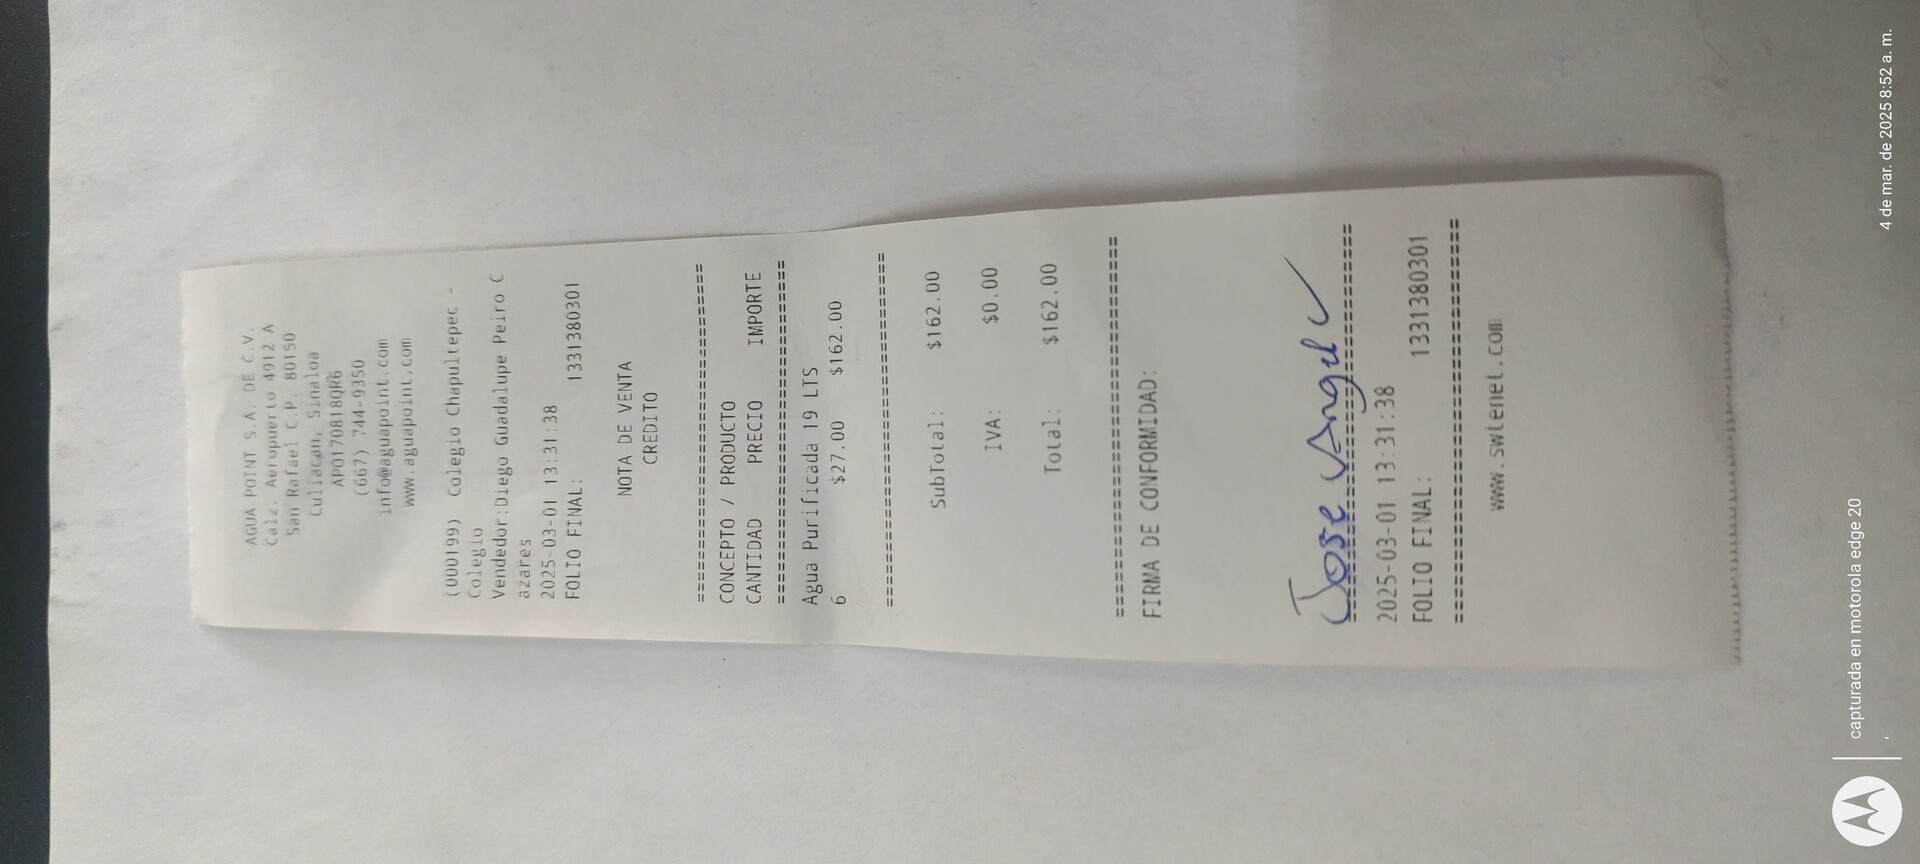 AGUA POINT S.A. DE C.V.
Calz. Aeropuerto 4912 A
San Rafael C.P. 80150
Culiacan, Sinaloa
APO170818QR6
(667) 744-9350
info@aguapoint.com
www.aguapoint.com
(000199) Colegio Chapultepec -
Colegio
Vendedor:Diego Guadalupe Peiro C
azares
2025-03-01 13:31:38
FOLIO FINAL: 1331380301
NOTA DE VENTA
CREDITO
================================
CONCEPTO / PRODUCTO
CANTIDAD PRECIO IMPORTE
================================
Agua Purificada 19 LTS
6 $27.00 $162.00
================================
SubTotal: $162.00
IVA: $0.00
Total: $162.00
================================
FIRMA DE CONFORMIDAD:
Jose Angel
================================
2025-03-01 13:31:38
FOLIO FINAL: 1331380301
================================
www.swienet.com
capturada en motorola edge 20
4 de mar. de 2025 8:52 a. m.
,